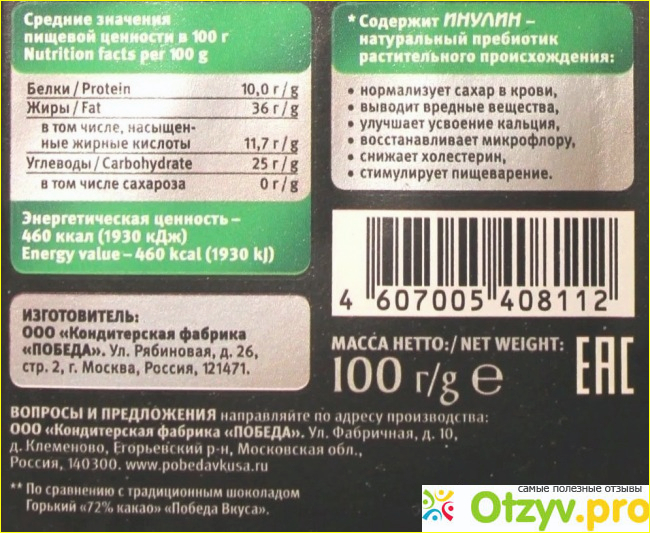 Средние значения
пищевой ценности в 100 г
Nutrition facts per 100 g
Белки / Protein 10,0 г / g
Жиры / Fat 36 г / g
в том числе, насыщен-
ные жирные кислоты 11,7 г / g
Углеводы / Carbohydrate 25 г / g
в том числе сахароза 0 г / g
Энергетическая ценность –
460 ккал (1930 кДж)
Energy value – 460 kcal (1930 kJ)
ИЗГОТОВИТЕЛЬ:
ООО «Кондитерская фабрика
«ПОБЕДА». Ул. Рябиновая, д. 26,
стр. 2, г. Москва, Россия, 121471.
* Содержит ИНУЛИН –
натуральный пребиотик
растительного происхождения:
• нормализует сахар в крови,
• выводит вредные вещества,
• улучшает усвоение кальция,
• восстанавливает микрофлору,
• снижает холестерин,
• стимулирует пищеварение.
4 607005 408112
МАССА НЕТТО:/ NET WEIGHT:
100 г/g e
EAC
ВОПРОСЫ И ПРЕДЛОЖЕНИЯ направляйте по адресу производства:
ООО «Кондитерская фабрика «ПОБЕДА». Ул. Фабричная, д. 10,
д. Клеменово, Егорьевский р-н, Московская обл.,
Россия, 140300. www.pobedavkusa.ru
** По сравнению с традиционным шоколадом
Горький «72% какао» «Победа Вкуса».
самые полезные отзывы
Otzyv.pro